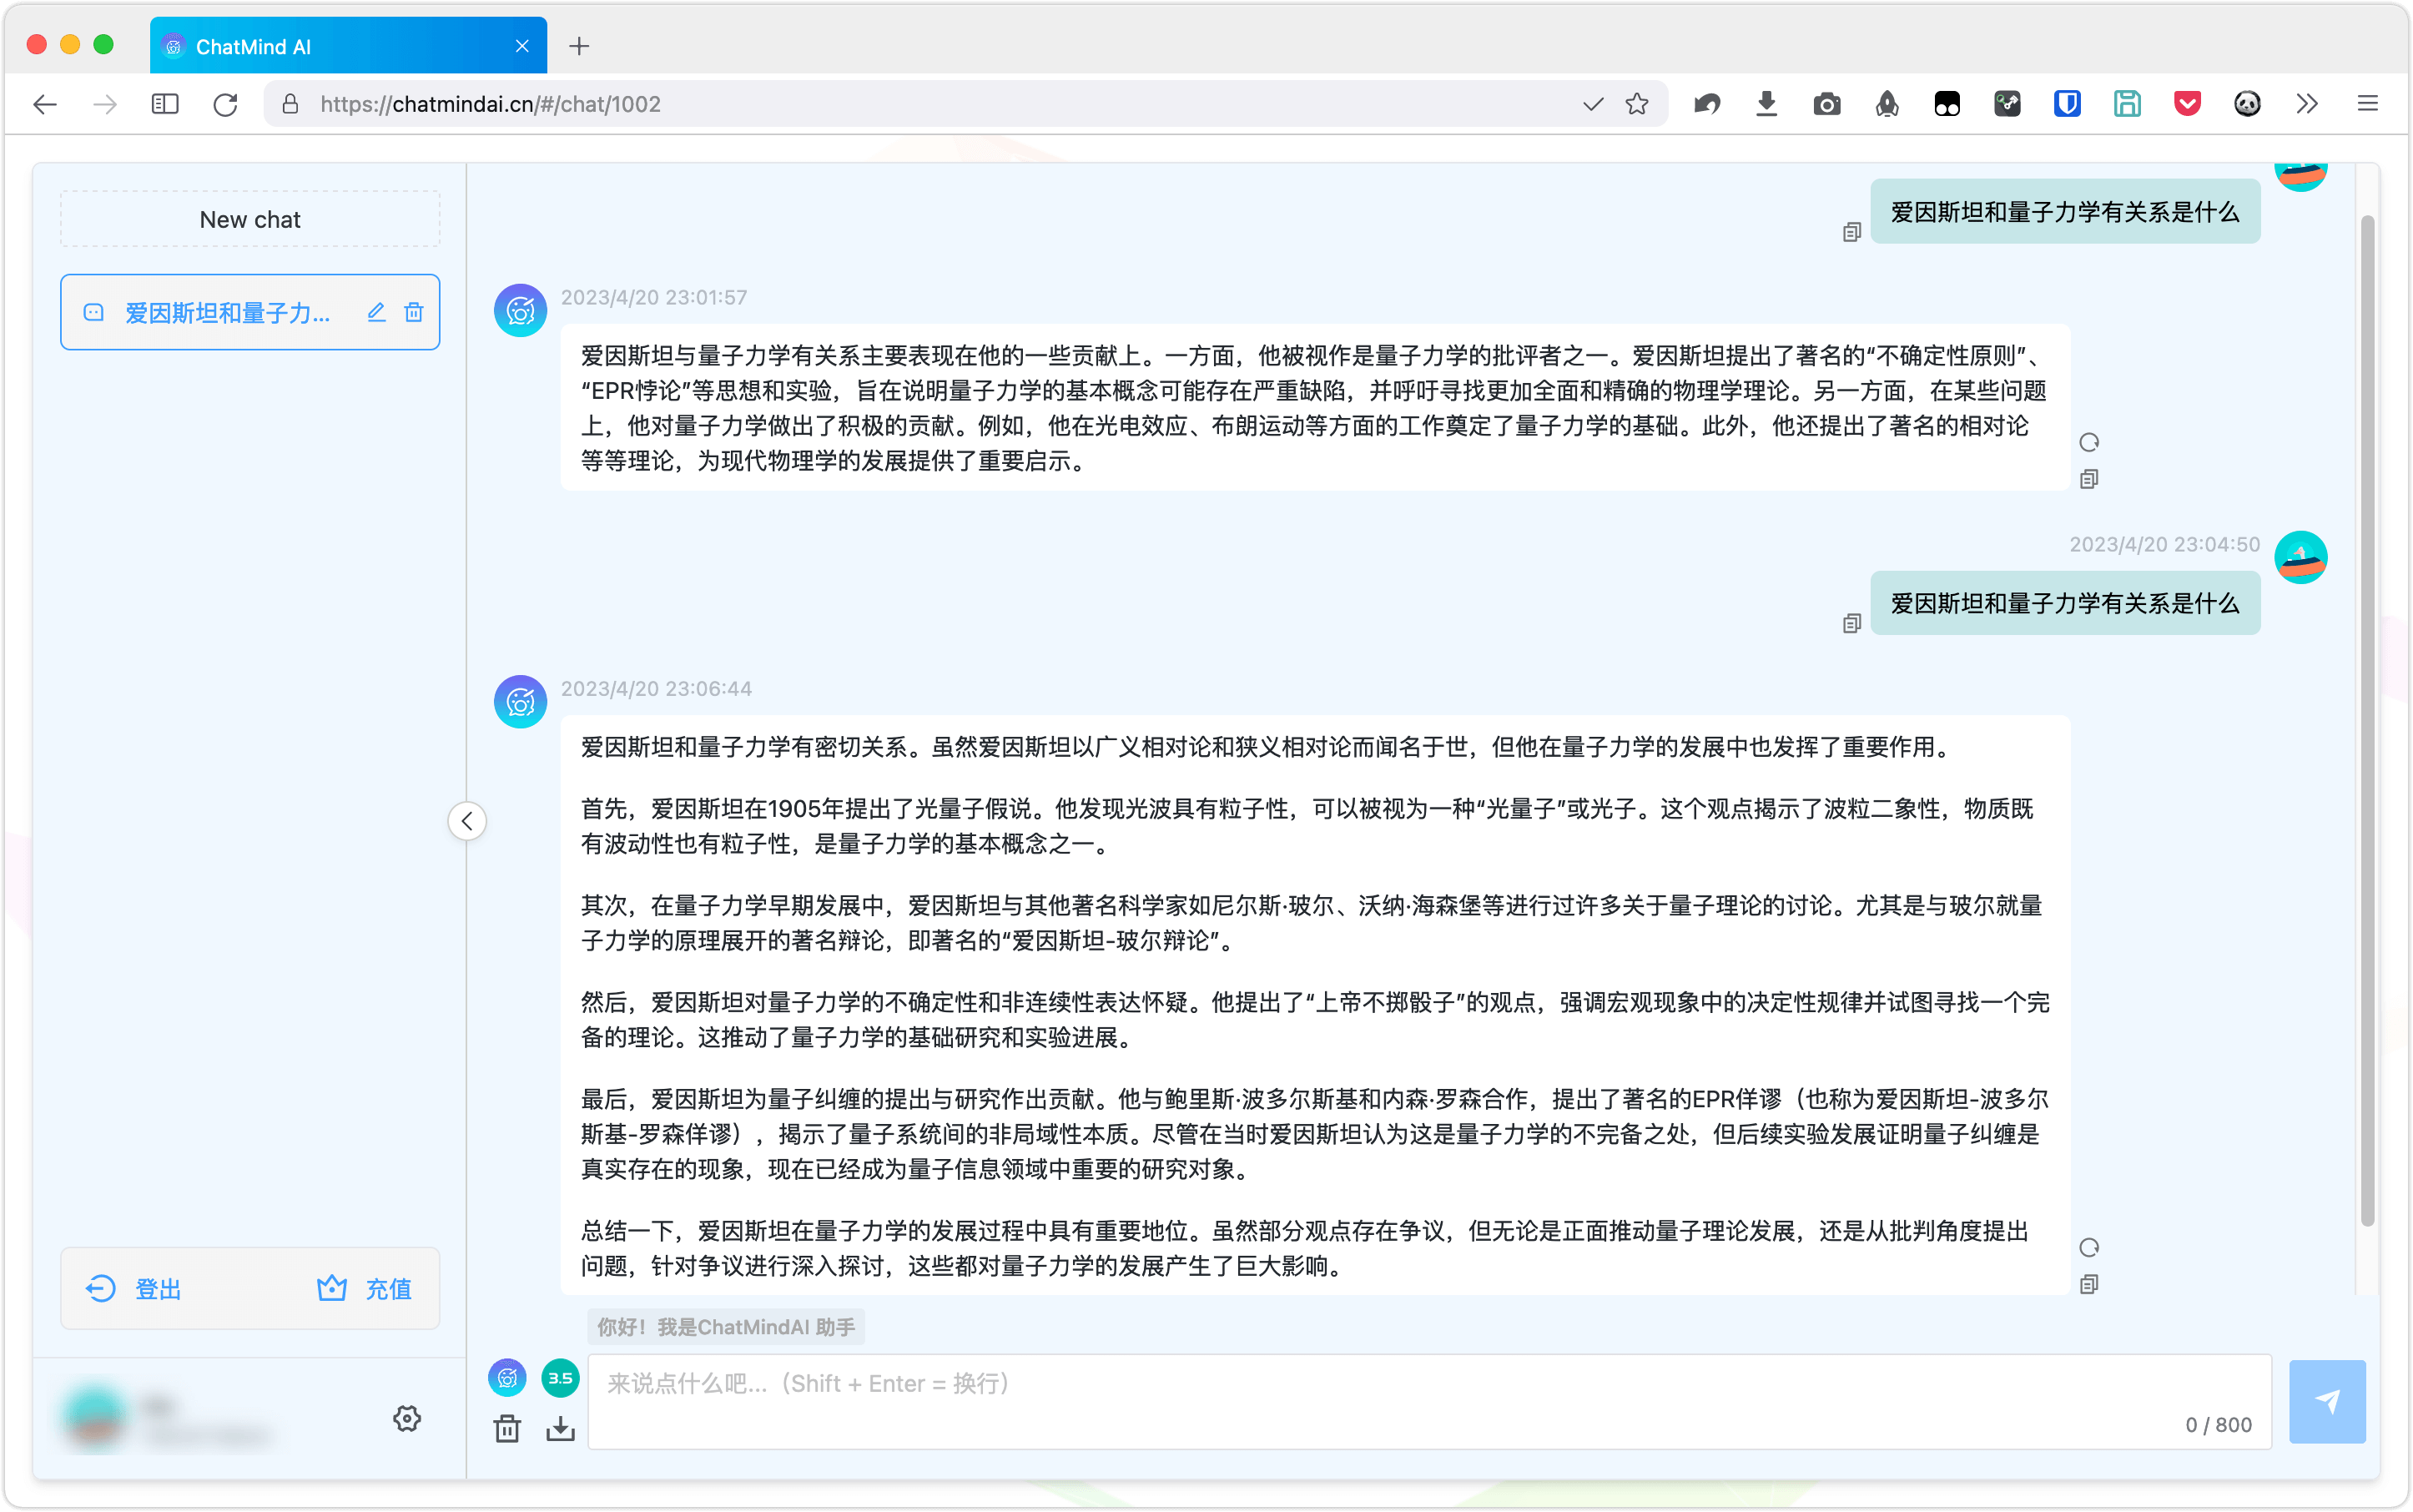 ChatMind AI
https://chatmindai.cn/#/chat/1002
New chat
爱因斯坦和量子力...
爱因斯坦和量子力学有关系是什么
2023/4/20 23:01:57
爱因斯坦与量子力学有关系主要表现在他的一些贡献上。一方面，他被视作是量子力学的批评者之一。爱因斯坦提出了著名的“不确定性原则”、
“EPR悖论”等思想和实验，旨在说明量子力学的基本概念可能存在严重缺陷，并呼吁寻找更加全面和精确的物理学理论。另一方面，在某些问题
上，他对量子力学做出了积极的贡献。例如，他在光电效应、布朗运动等方面的工作奠定了量子力学的基础。此外，他还提出了著名的相对论
等等理论，为现代物理学的发展提供了重要启示。
2023/4/20 23:04:50
爱因斯坦和量子力学有关系是什么
2023/4/20 23:06:44
爱因斯坦和量子力学有密切关系。虽然爱因斯坦以广义相对论和狭义相对论而闻名于世，但他在量子力学的发展中也发挥了重要作用。
首先，爱因斯坦在1905年提出了光量子假说。他发现光波具有粒子性，可以被视为一种“光量子”或光子。这个观点揭示了波粒二象性，物质既
有波动性也有粒子性，是量子力学的基本概念之一。
其次，在量子力学早期发展中，爱因斯坦与其他著名科学家如尼尔斯·玻尔、沃纳·海森堡等进行过许多关于量子理论的讨论。尤其是与玻尔就量
子力学的原理展开的著名辩论，即著名的“爱因斯坦-玻尔辩论”。
然后，爱因斯坦对量子力学的不确定性和非连续性表达怀疑。他提出了“上帝不掷骰子”的观点，强调宏观现象中的决定性规律并试图寻找一个完
备的理论。这推动了量子力学的基础研究和实验进展。
最后，爱因斯坦为量子纠缠的提出与研究作出贡献。他与鲍里斯·波多尔斯基和内森·罗森合作，提出了著名的EPR佯谬（也称为爱因斯坦-波多尔
斯基-罗森佯谬），揭示了量子系统间的非局域性本质。尽管在当时爱因斯坦认为这是量子力学的不完备之处，但后续实验发展证明量子纠缠是
真实存在的现象，现在已经成为量子信息领域中重要的研究对象。
总结一下，爱因斯坦在量子力学的发展过程中具有重要地位。虽然部分观点存在争议，但无论是正面推动量子理论发展，还是从批判角度提出
问题，针对争议进行深入探讨，这些都对量子力学的发展产生了巨大影响。
登出
充值
你好！我是ChatMindAI 助手
3.5
来说点什么吧...（Shift + Enter = 换行）
0 / 800